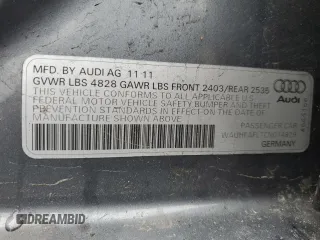 MFD. BY AUDI AG 11 11
GVWR LBS 4828 GAWR LBS FRONT 2403/REAR 2535
THIS VEHICLE CONFORMS TO ALL APPLICABLE
FEDERAL MOTOR VEHICLE SAFETY BUMPER AND THEFT
PREVENTION STANDARDS IN EFFECT ON THE DATE OF
MANUFACTURE SHOWN ABOVE
Audi
PASSENGER CAR
GERMANY
DREAMBID